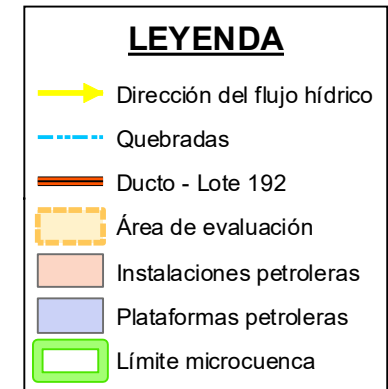 LEYENDA
Dirección del flujo hídrico
Quebradas
Ducto - Lote 192
Área de evaluación
Instalaciones petroleras
Plataformas petroleras
Límite microcuenca